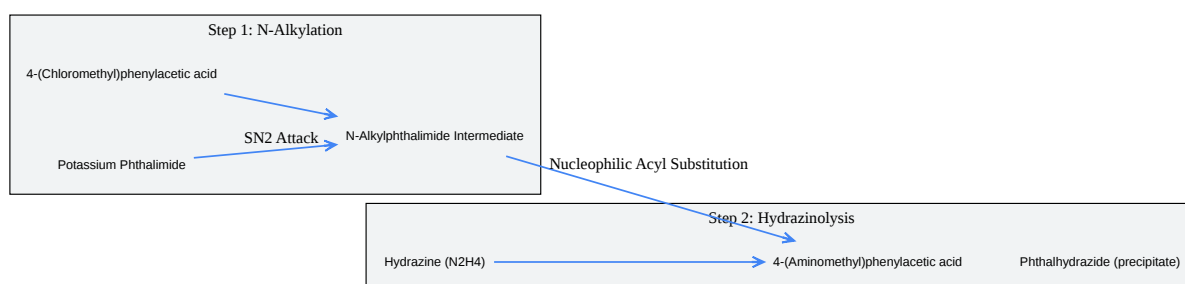 Step 1: N-Alkylation
4-(Chloromethyl)phenylacetic acid
SN2 Attack
N-Alkylphthalimide Intermediate
Potassium Phthalimide
Nucleophilic Acyl Substitution
Step 2: Hydrazinolysis
Hydrazine (N2H4)
4-(Aminomethyl)phenylacetic acid
Phthalhydrazide (precipitate)